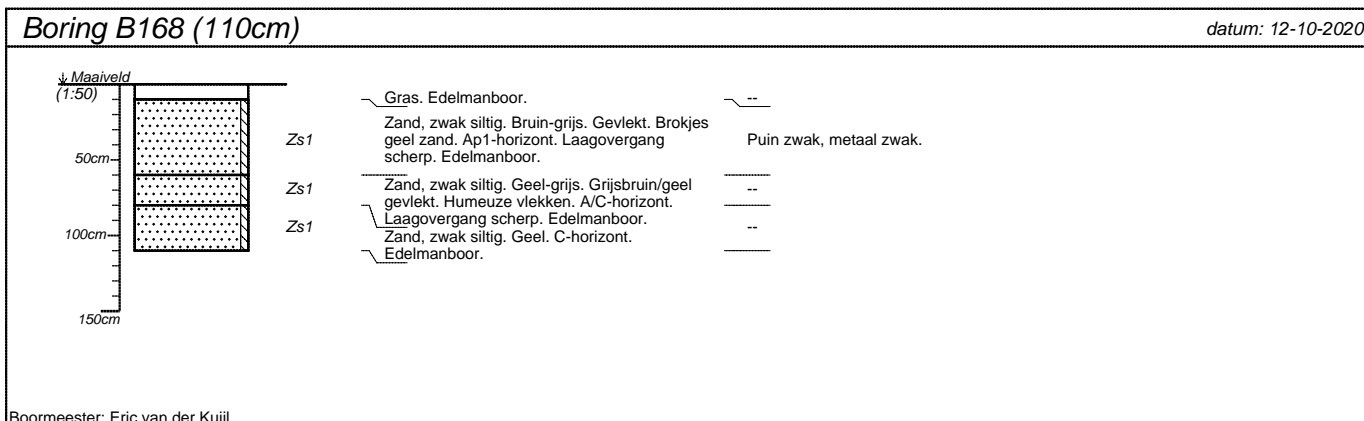 Boring B168 (110cm)
datum: 12-10-2020
Maaiveld
(1:50)
Gras. Edelmanboor.
--
Zs1
Zand, zwak siltig. Bruin-grijs. Gevlekt. Brokjes
geel zand. Ap1-horizont. Laagovergang
scherp. Edelmanboor.
Puin zwak, metaal zwak.
50cm
Zs1
Zand, zwak siltig. Geel-grijs. Grijsbruin/geel
gevlekt. Humeuze vlekken. A/C-horizont.
Laagovergang scherp. Edelmanboor.
--
Zs1
Zand, zwak siltig. Geel. C-horizont.
Edelmanboor.
--
100cm
150cm
Boormeester: Eric van der Kuijl